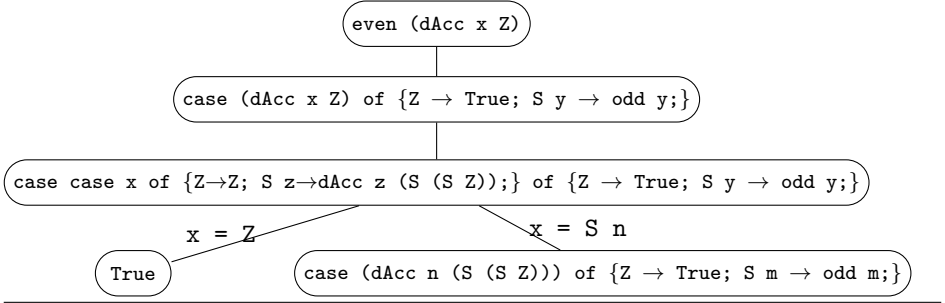 even (dAcc x Z)
case (dAcc x Z) of {Z → True; S y → odd y;}
case case x of {Z→Z; S z→dAcc z (S (S Z));} of {Z → True; S y → odd y;}
x = Z
x = S n
True
case (dAcc n (S (S Z))) of {Z → True; S m → odd m;}